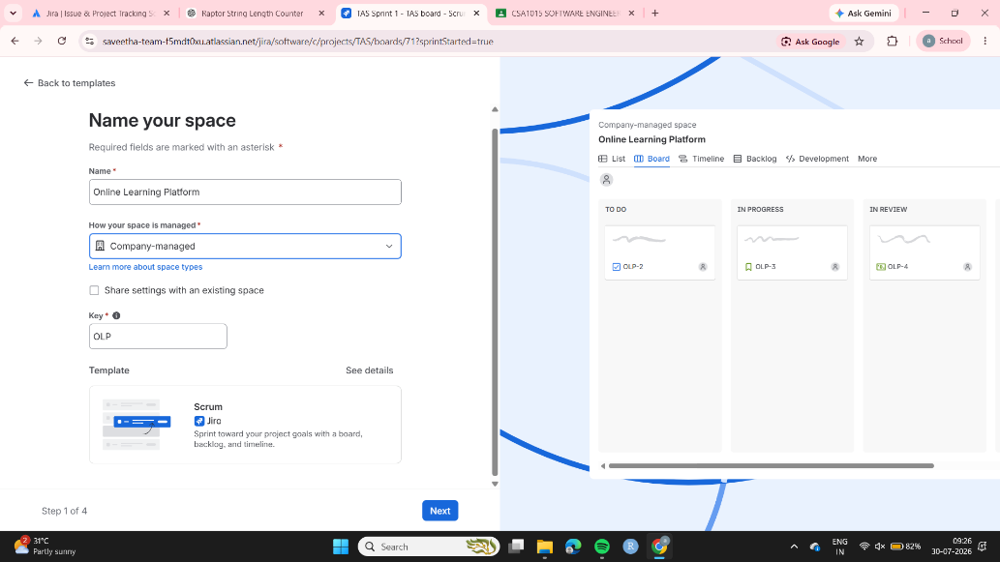 Jira | Issue & Project Tracking So
Raptor String Length Counter
TAS Sprint 1 - TAS board - Scru
CSA1015 SOFTWARE ENGINEER
Ask Gemini
saveetha-team-f5mdt0xu.atlassian.net/jira/software/c/projects/TAS/boards/71?sprintStarted=true
Ask Google
a School
Back to templates
Name your space
Required fields are marked with an asterisk *
Name *
Online Learning Platform
How your space is managed *
Company-managed
Learn more about space types
Share settings with an existing space
Key *
OLP
Template
See details
Scrum
Jira
Sprint toward your project goals with a board,
backlog, and timeline.
Step 1 of 4
Next
Company-managed space
Online Learning Platform
List Board Timeline Backlog Development More
TO DO
IN PROGRESS
IN REVIEW
OLP-2
OLP-3
OLP-4
2
31°C
Partly sunny
Search
R
ENG
IN
82%
09:26
30-07-2026